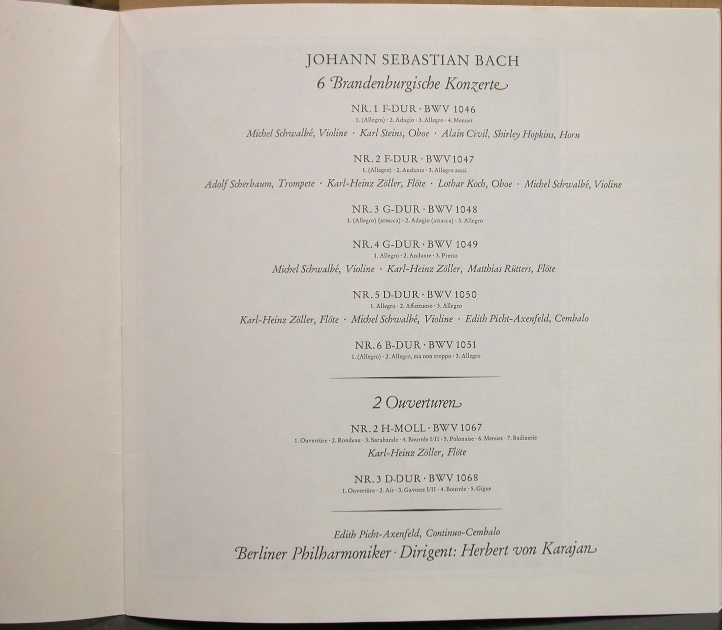 JOHANN SEBASTIAN BACH
6 Brandenburgische Konzerte
NR. 1 F-DUR · BWV 1046
1. (Allegro) · 2. Adagio · 3. Allegro · 4. Menuet
Michel Schwalbé, Violine · Karl Steins, Oboe · Alain Civil, Shirley Hopkins, Horn
NR. 2 F-DUR · BWV 1047
1. (Allegro) · 2. Andante · 3. Allegro assai
Adolf Scherbaum, Trompete · Karl-Heinz Zöller, Flöte · Lothar Koch, Oboe · Michel Schwalbé, Violine
NR. 3 G-DUR · BWV 1048
1. (Allegro) (attacca) · 2. Adagio (attacca) · 3. Allegro
NR. 4 G-DUR · BWV 1049
1. Allegro · 2. Andante · 3. Presto
Michel Schwalbé, Violine · Karl-Heinz Zöller, Matthias Rütters, Flöte
NR. 5 D-DUR · BWV 1050
1. Allegro · 2. Affettuoso · 3. Allegro
Karl-Heinz Zöller, Flöte · Michel Schwalbé, Violine · Edith Picht-Axenfeld, Cembalo
NR. 6 B-DUR · BWV 1051
1. (Allegro) · 2. Allegro, ma non troppo · 3. Allegro
2 Ouverturen
NR. 2 H-MOLL · BWV 1067
1. Ouvertüre · 2. Rondeau · 3. Sarabande · 4. Bourrée I/II · 5. Polonaise · 6. Menuet · 7. Badinerie
Karl-Heinz Zöller, Flöte
NR. 3 D-DUR · BWV 1068
1. Ouvertüre · 2. Air · 3. Gavotte I/II · 4. Bourrée · 5. Gigue
Edith Picht-Axenfeld, Continuo-Cembalo
Berliner Philharmoniker · Dirigent: Herbert von Karajan